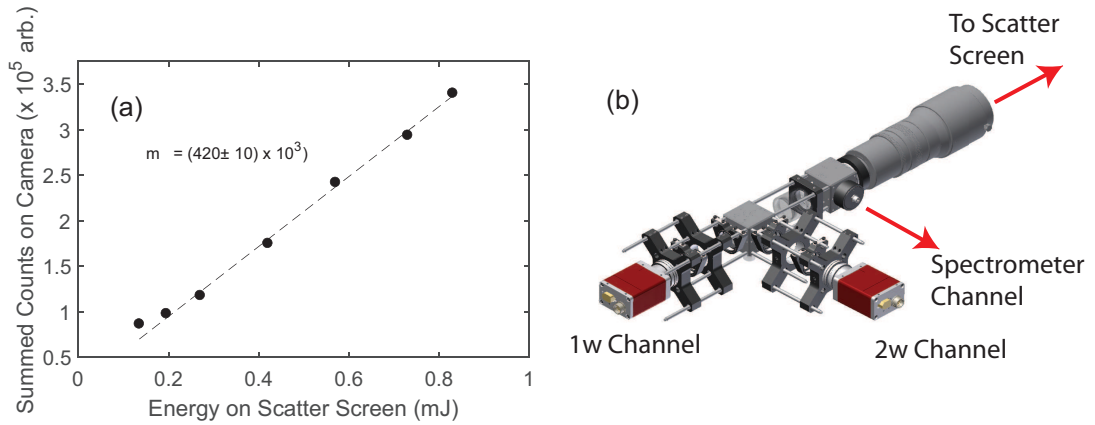 Summed Counts on Camera (x 10⁵ arb.)
3.5
3
2.5
2
1.5
1
0.5
(a)
m = (420± 10) x 10³)
0
0.2
0.4
0.6
0.8
1
Energy on Scatter Screen (mJ)
(b)
To Scatter
Screen
Spectrometer
Channel
1w Channel
2w Channel